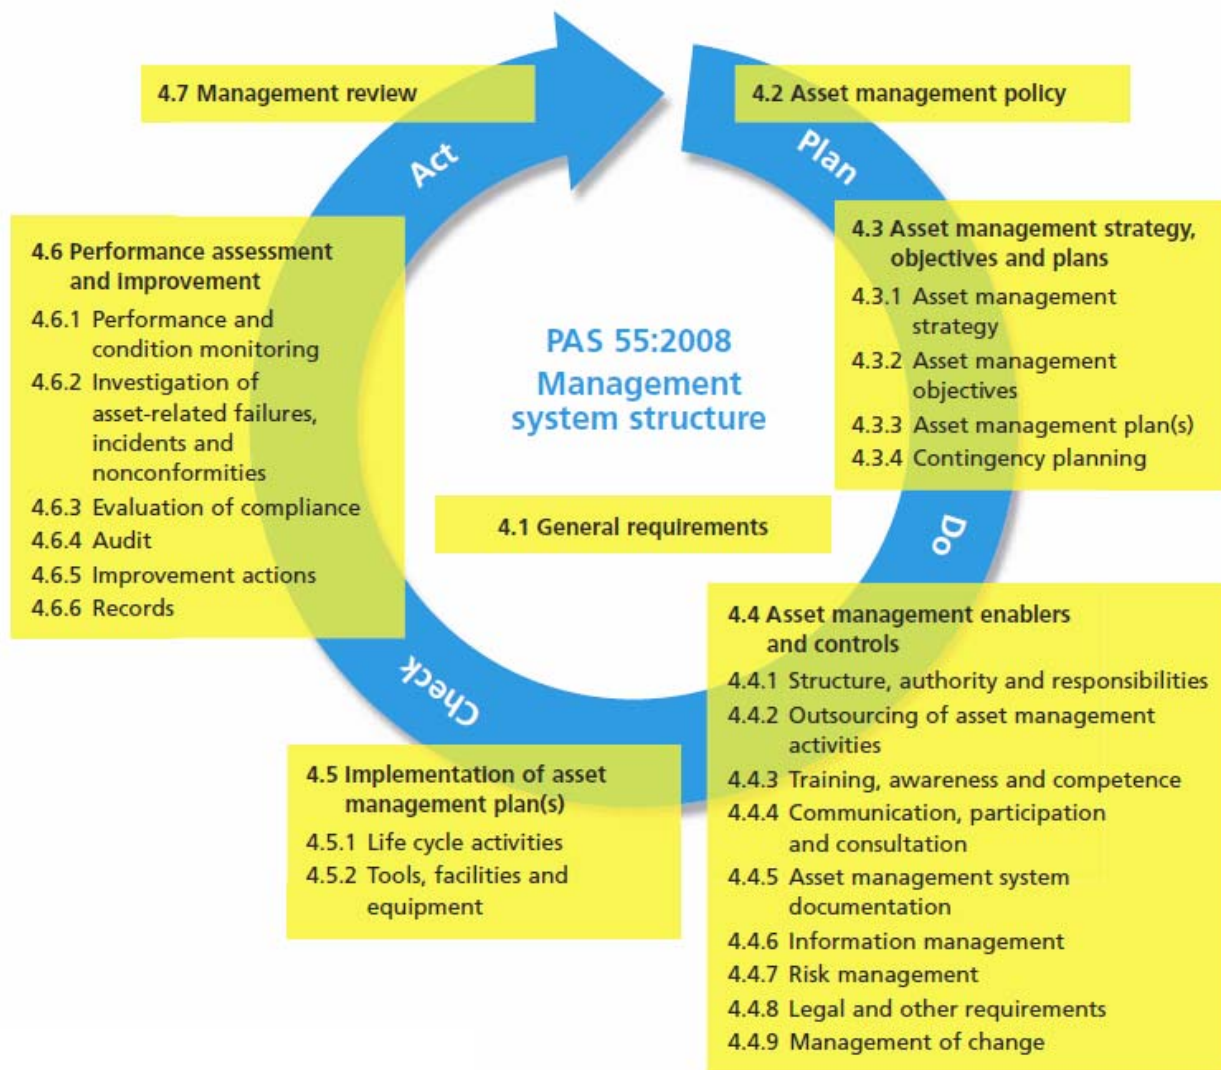 4.7 Management review
4.2 Asset management policy
Act
Plan
4.6 Performance assessment
and improvement
4.6.1 Performance and
condition monitoring
4.6.2 Investigation of
asset-related failures,
incidents and
nonconformities
4.6.3 Evaluation of compliance
4.6.4 Audit
4.6.5 Improvement actions
4.6.6 Records
PAS 55:2008
Management
system structure
4.1 General requirements
4.3 Asset management strategy,
objectives and plans
4.3.1 Asset management
strategy
4.3.2 Asset management
objectives
4.3.3 Asset management plan(s)
4.3.4 Contingency planning
Do
4.4 Asset management enablers
and controls
4.4.1 Structure, authority and responsibilities
4.4.2 Outsourcing of asset management
activities
4.4.3 Training, awareness and competence
4.4.4 Communication, participation
and consultation
4.4.5 Asset management system
documentation
4.4.6 Information management
4.4.7 Risk management
4.4.8 Legal and other requirements
4.4.9 Management of change
Check
4.5 Implementation of asset
management plan(s)
4.5.1 Life cycle activities
4.5.2 Tools, facilities and
equipment